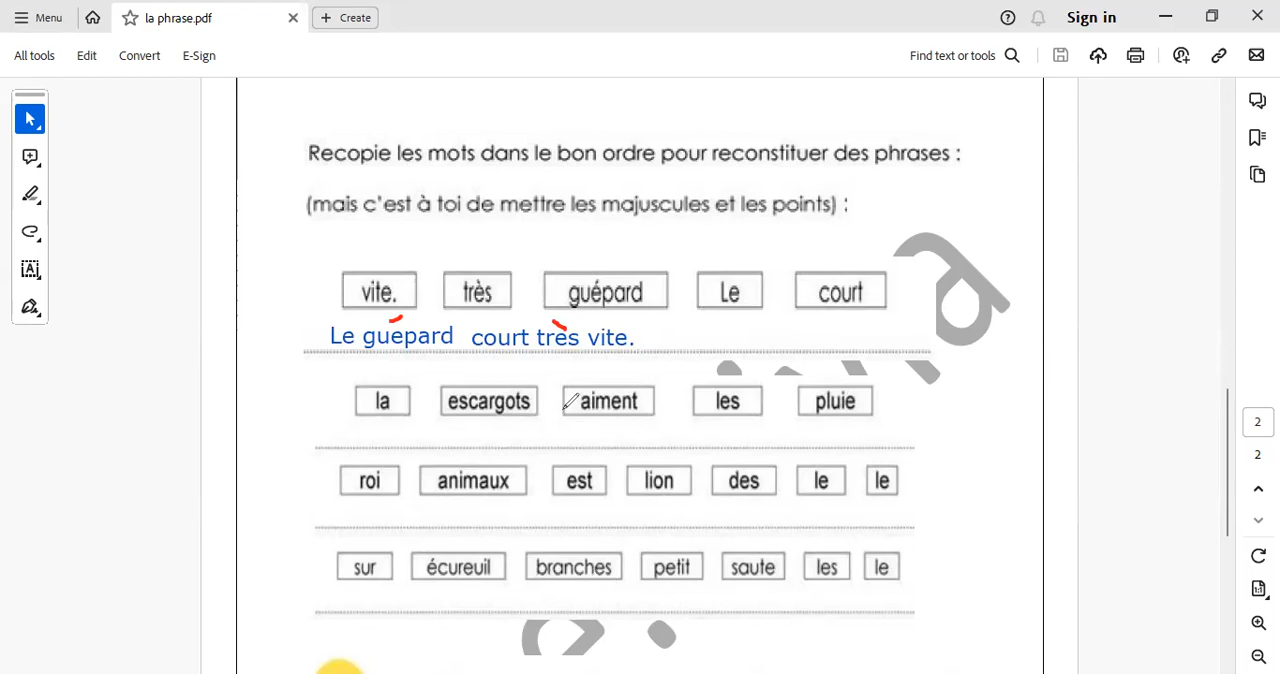 Menu la phrase.pdf Create Sign in
All tools Edit Convert E-Sign Find text or tools
Recopie les mots dans le bon ordre pour reconstituer des phrases :
(mais c'est à toi de mettre les majuscules et les points) :
vite. très guépard Le court
Le guépard court très vite.
la escargots aiment les pluie
roi animaux est lion des le le
sur écureuil branches petit saute les le
2
2